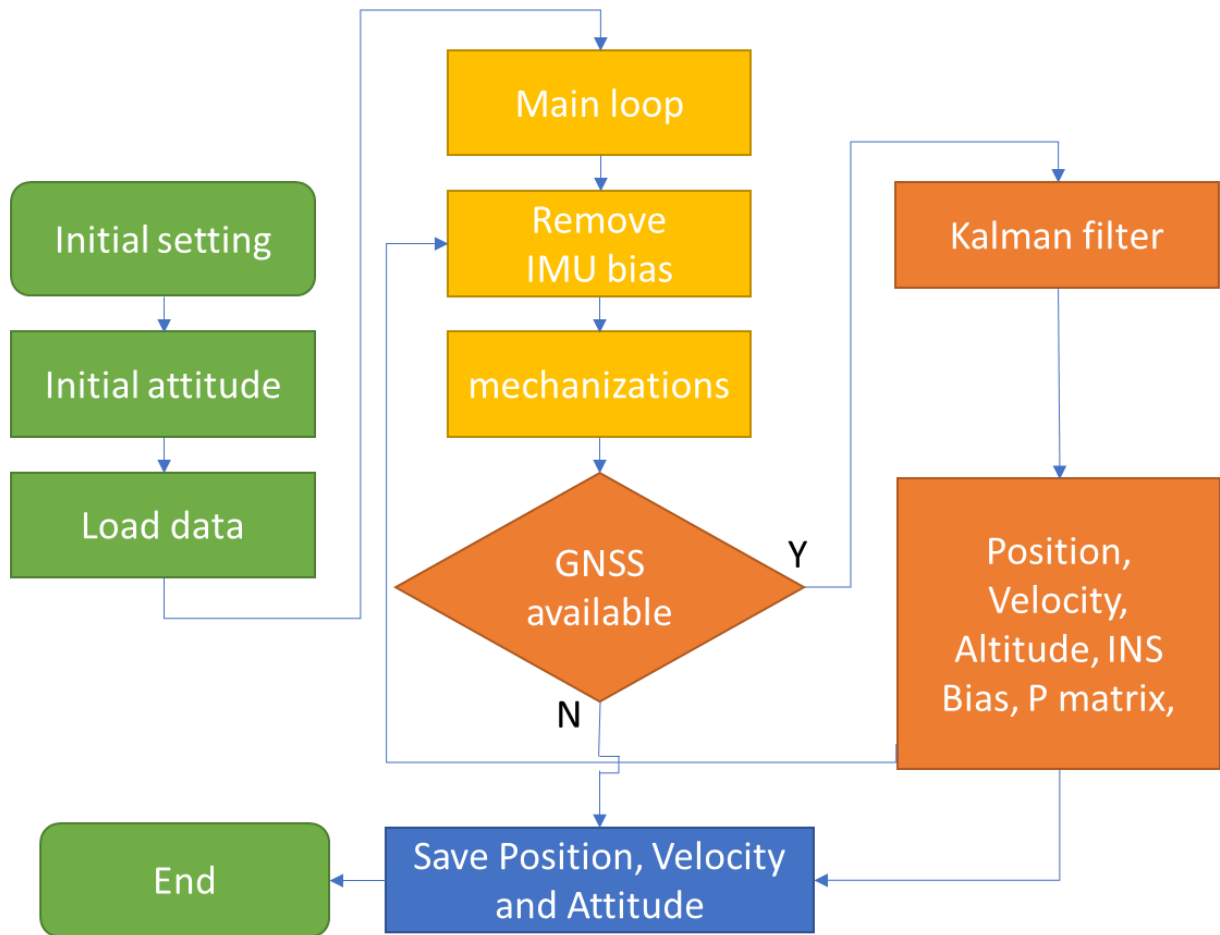 Main loop
Initial setting
Remove
IMU bias
Kalman filter
Initial attitude
mechanizations
Load data
GNSS
available
Y
N
Position,
Velocity,
Altitude, INS
Bias, P matrix,
End
Save Position, Velocity
and Attitude